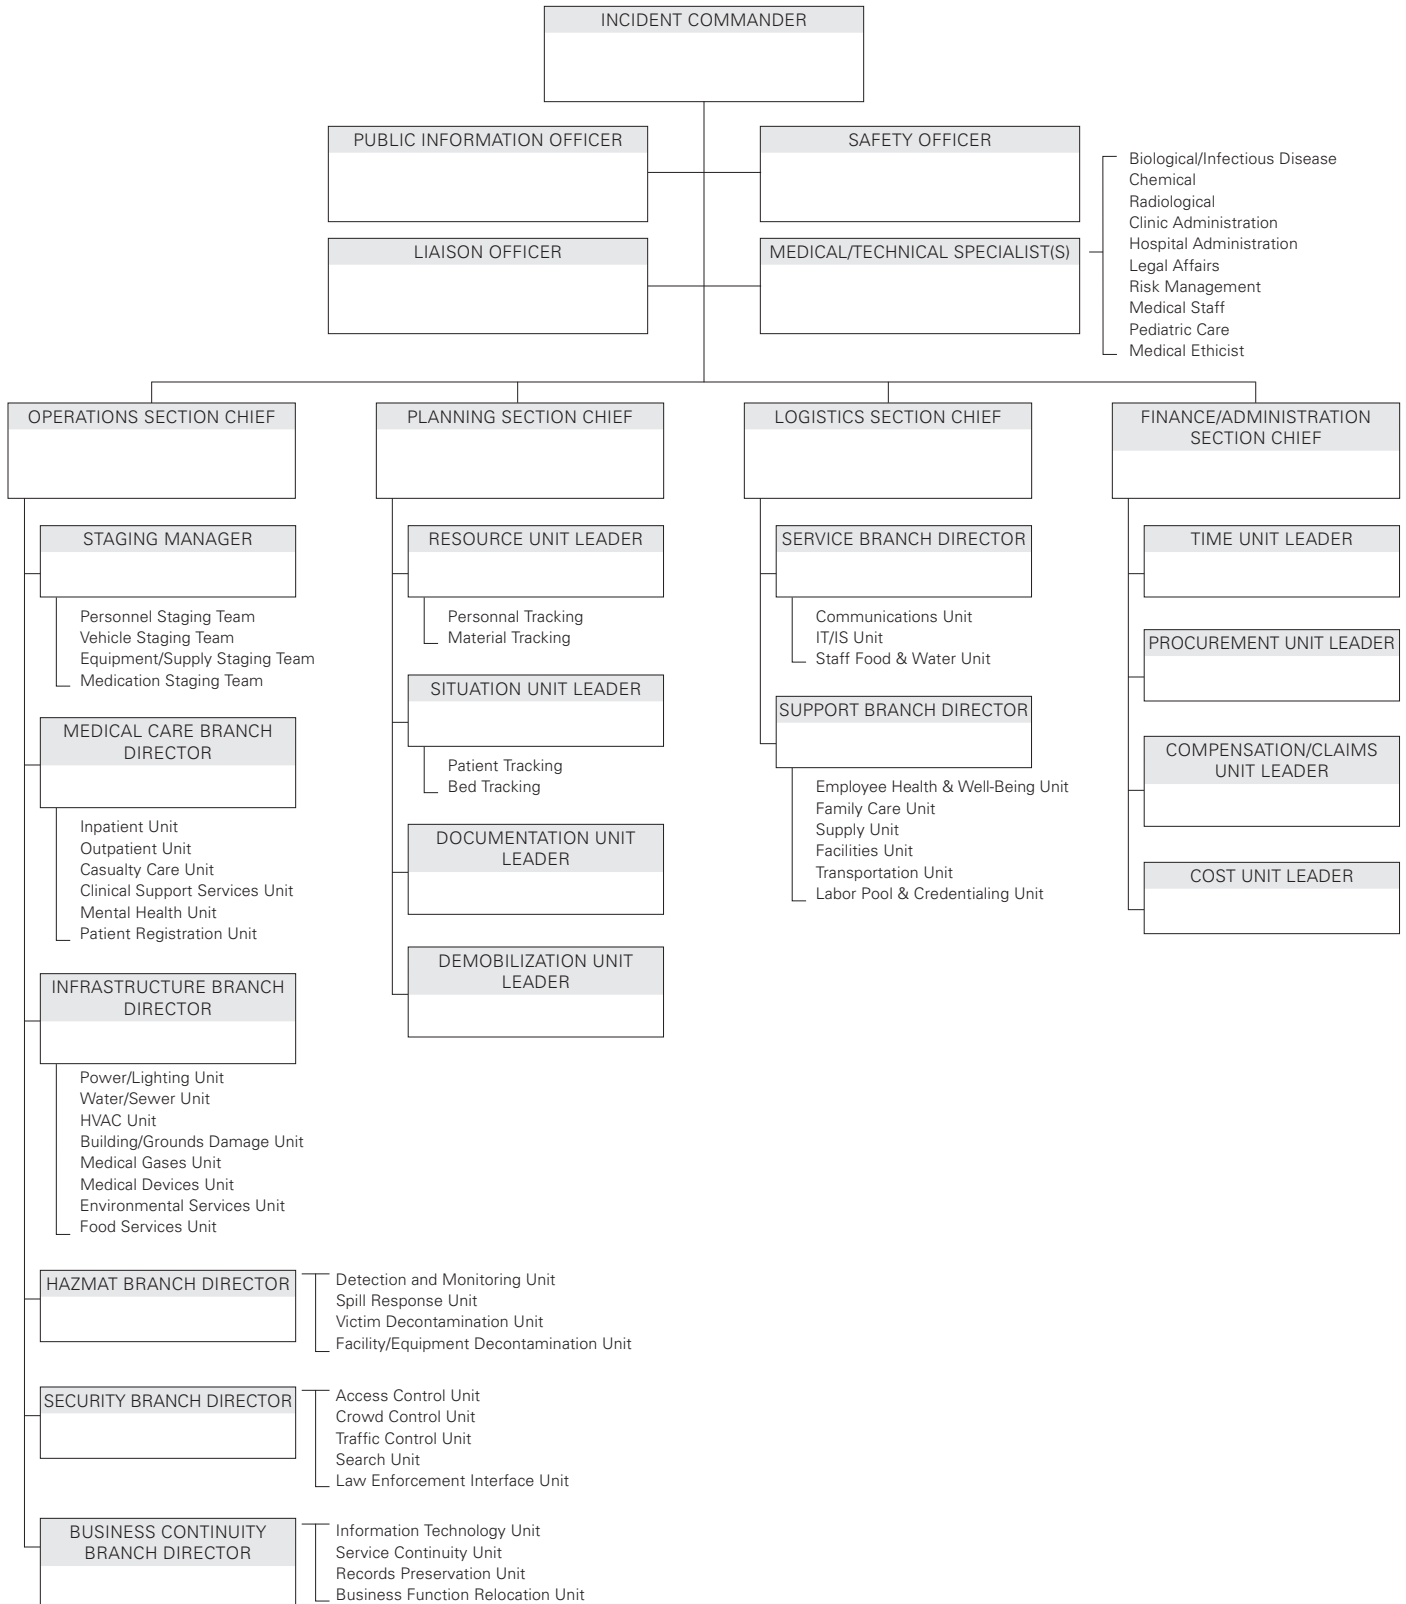 INCIDENT COMMANDER
PUBLIC INFORMATION OFFICER
SAFETY OFFICER
Biological/Infectious Disease
Chemical
Radiological
Clinic Administration
Hospital Administration
Legal Affairs
Risk Management
Medical Staff
Pediatric Care
Medical Ethicist
LIAISON OFFICER
MEDICAL/TECHNICAL SPECIALIST(S)
OPERATIONS SECTION CHIEF
STAGING MANAGER
Personnel Staging Team
Vehicle Staging Team
Equipment/Supply Staging Team
Medication Staging Team
MEDICAL CARE BRANCH
DIRECTOR
Inpatient Unit
Outpatient Unit
Casualty Care Unit
Clinical Support Services Unit
Mental Health Unit
Patient Registration Unit
INFRASTRUCTURE BRANCH
DIRECTOR
Power/Lighting Unit
Water/Sewer Unit
HVAC Unit
Building/Grounds Damage Unit
Medical Gases Unit
Medical Devices Unit
Environmental Services Unit
Food Services Unit
HAZMAT BRANCH DIRECTOR
Detection and Monitoring Unit
Spill Response Unit
Victim Decontamination Unit
Facility/Equipment Decontamination Unit
SECURITY BRANCH DIRECTOR
Access Control Unit
Crowd Control Unit
Traffic Control Unit
Search Unit
Law Enforcement Interface Unit
BUSINESS CONTINUITY
BRANCH DIRECTOR
Information Technology Unit
Service Continuity Unit
Records Preservation Unit
Business Function Relocation Unit
PLANNING SECTION CHIEF
RESOURCE UNIT LEADER
Personnal Tracking
Material Tracking
SITUATION UNIT LEADER
Patient Tracking
Bed Tracking
DOCUMENTATION UNIT
LEADER
DEMOBILIZATION UNIT
LEADER
LOGISTICS SECTION CHIEF
SERVICE BRANCH DIRECTOR
Communications Unit
IT/IS Unit
Staff Food & Water Unit
SUPPORT BRANCH DIRECTOR
Employee Health & Well-Being Unit
Family Care Unit
Supply Unit
Facilities Unit
Transportation Unit
Labor Pool & Credentialing Unit
FINANCE/ADMINISTRATION
SECTION CHIEF
TIME UNIT LEADER
PROCUREMENT UNIT LEADER
COMPENSATION/CLAIMS
UNIT LEADER
COST UNIT LEADER